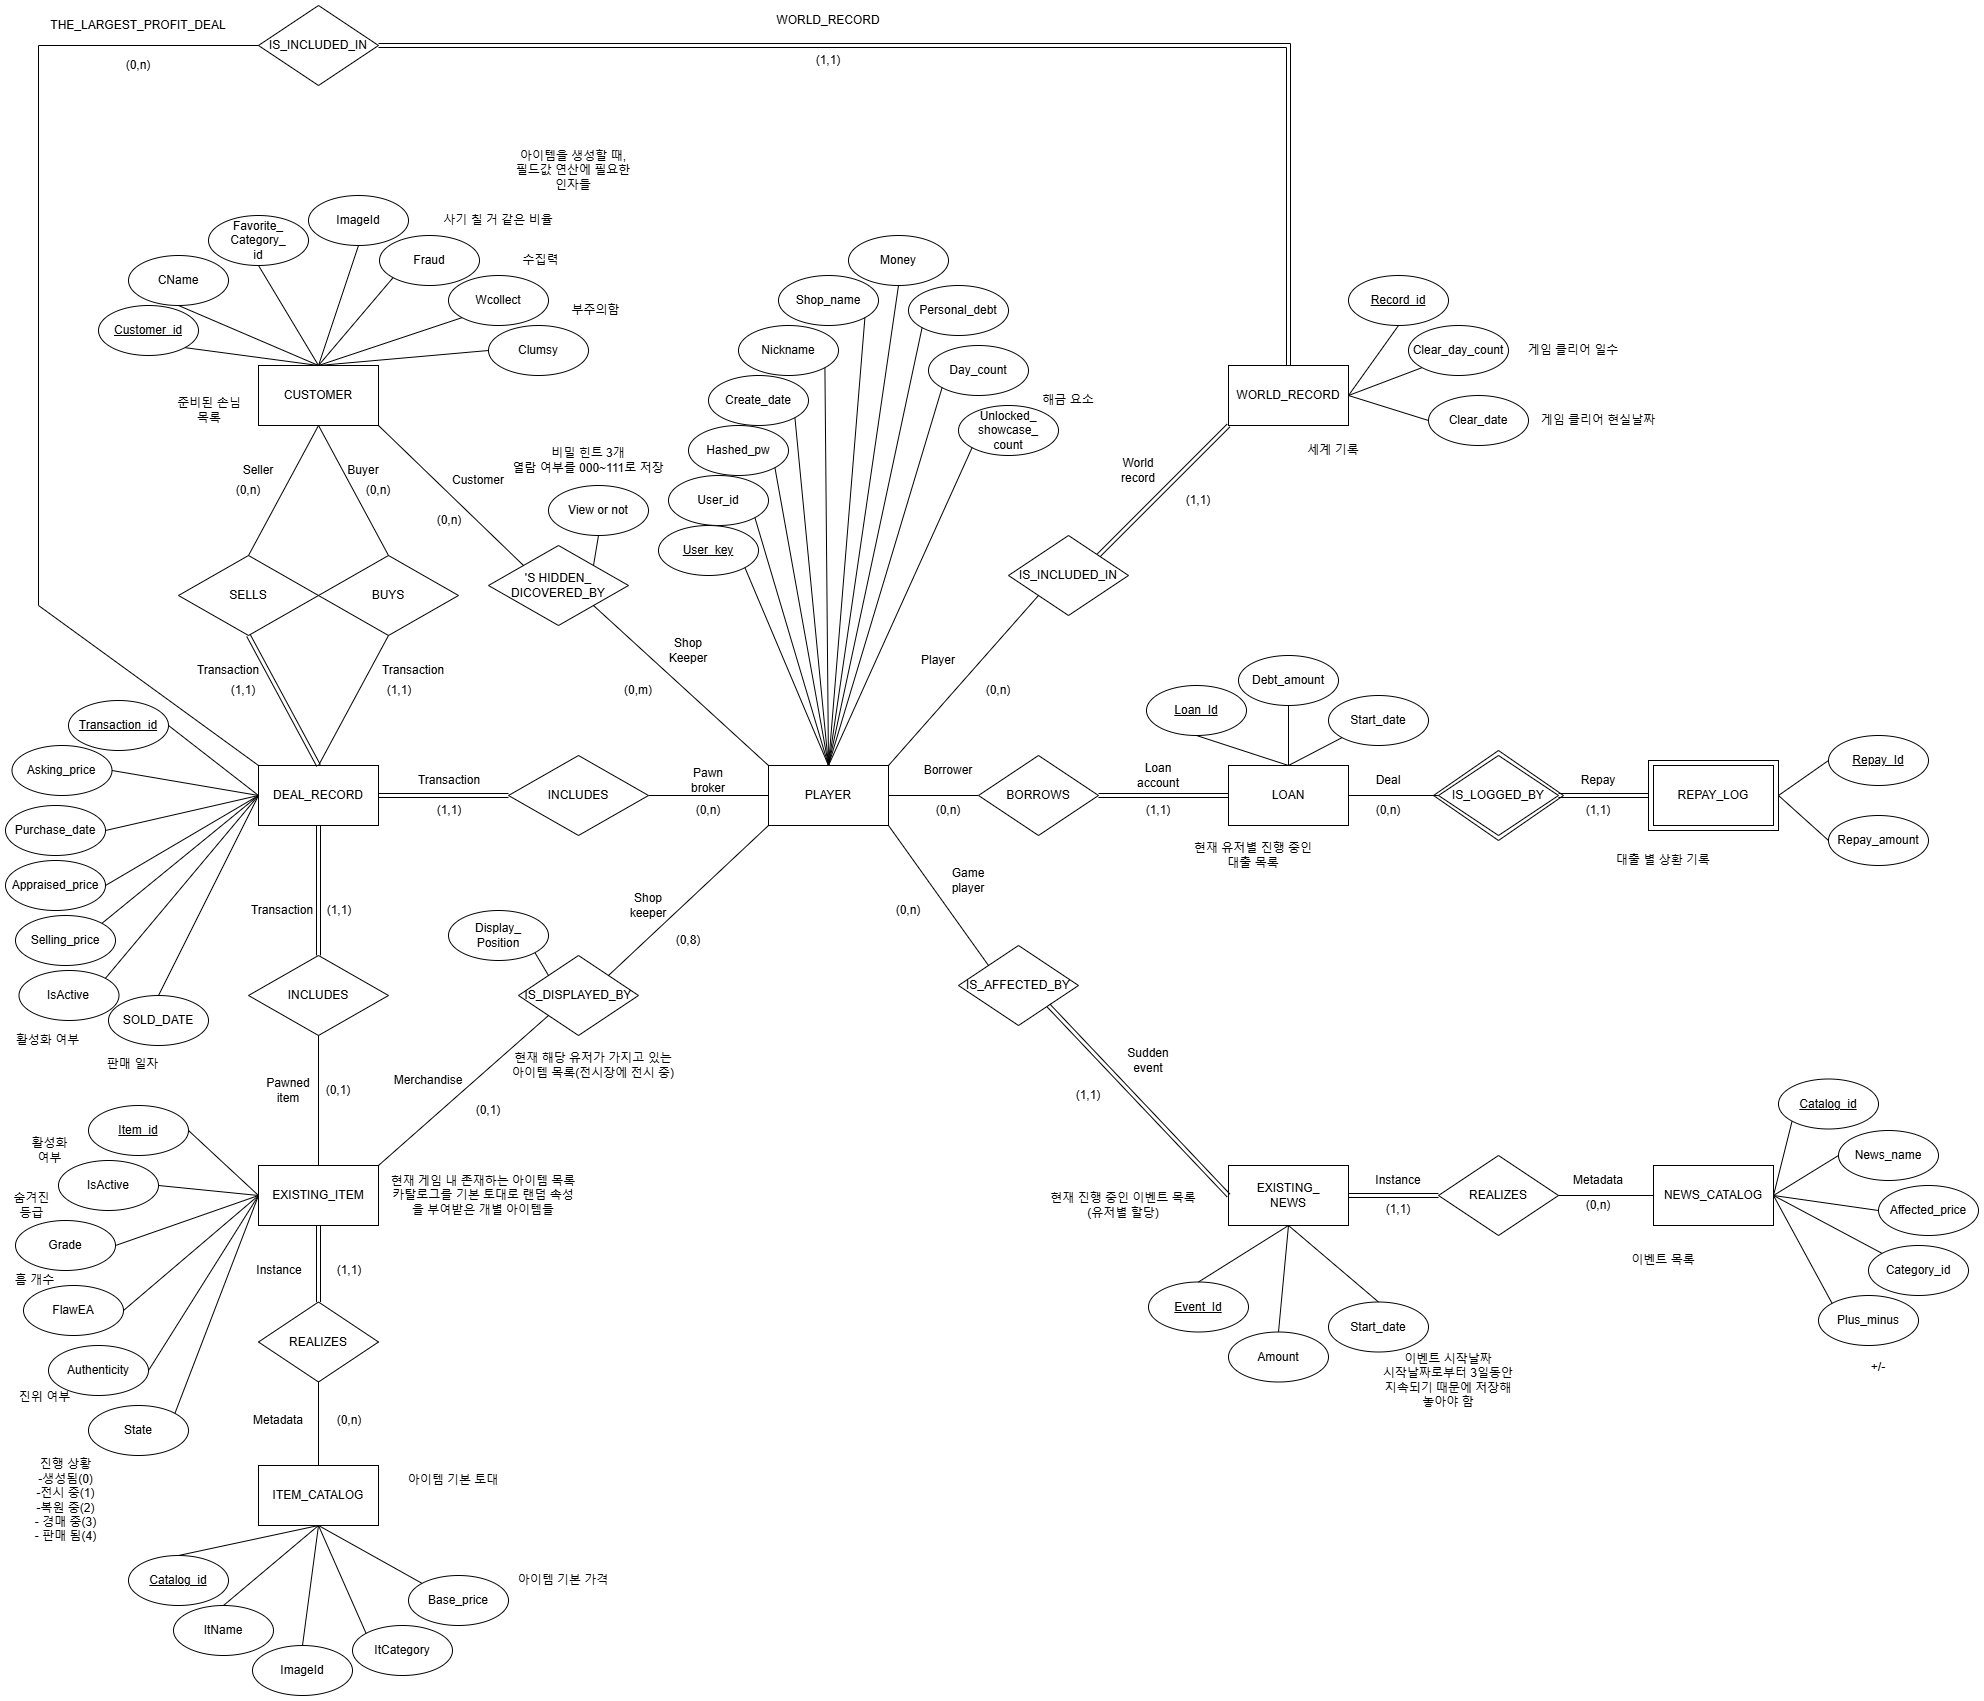 THE_LARGEST_PROFIT_DEAL
WORLD_RECORD
IS_INCLUDED_IN
(0,n)
(1,1)
아이템을 생성할 때,
필드값 연산에 필요한
인자들
사기 칠 거 같은 비율
수집력
부주의함
ImageId
Favorite_
Category_
id
Fraud
CName
Wcollect
Customer_id
Clumsy
CUSTOMER
준비된 손님
목록
Seller
(0,n)
Buyer
(0,n)
Customer
(0,n)
비밀 힌트 3개
열람 여부를 000~111로 저장
View or not
'S HIDDEN_
DICOVERED_BY
SELLS
BUYS
Transaction
(1,1)
Transaction
(1,1)
Shop
Keeper
(0,m)
Money
Shop_name
Personal_debt
Nickname
Day_count
Create_date
해금 요소
Unlocked_
showcase_
count
Hashed_pw
User_id
User_key
Record_id
Clear_day_count
게임 클리어 일수
Clear_date
게임 클리어 현실날짜
WORLD_RECORD
세계 기록
World
record
(1,1)
IS_INCLUDED_IN
Player
(0,n)
Transaction_id
Asking_price
Purchase_date
Appraised_price
Selling_price
IsActive
활성화 여부
SOLD_DATE
판매 일자
DEAL_RECORD
Transaction
(1,1)
INCLUDES
Pawn
broker
(0,n)
PLAYER
Borrower
(0,n)
BORROWS
Loan
account
(1,1)
Loan_Id
Debt_amount
Start_date
LOAN
현재 유저별 진행 중인
대출 목록
Deal
(0,n)
IS_LOGGED_BY
Repay
(1,1)
REPAY_LOG
대출 별 상환 기록
Repay_Id
Repay_amount
Transaction
(1,1)
INCLUDES
Pawned
item
(0,1)
Shop
keeper
(0,8)
Display_
Position
IS_DISPLAYED_BY
현재 해당 유저가 가지고 있는
아이템 목록(전시장에 전시 중)
Merchandise
(0,1)
Game
player
(0,n)
IS_AFFECTED_BY
Sudden
event
(1,1)
Item_id
활성화
여부
IsActive
숨겨진
등급
Grade
흠 개수
FlawEA
Authenticity
진위 여부
State
진행 상황
-생성됨(0)
-전시 중(1)
-복원 중(2)
- 경매 중(3)
- 판매 됨(4)
EXISTING_ITEM
현재 게임 내 존재하는 아이템 목록
카탈로그를 기본 토대로 랜덤 속성
을 부여받은 개별 아이템들
Instance
(1,1)
REALIZES
Metadata
(0,n)
ITEM_CATALOG
아이템 기본 토대
Catalog_id
ItName
ImageId
ItCategory
Base_price
아이템 기본 가격
현재 진행 중인 이벤트 목록
(유저별 할당)
EXISTING_
NEWS
Event_Id
Amount
Start_date
이벤트 시작날짜
시작날짜로부터 3일동안
지속되기 때문에 저장해
놓아야 함
Instance
(1,1)
REALIZES
Metadata
(0,n)
NEWS_CATALOG
이벤트 목록
Catalog_id
News_name
Affected_price
Category_id
Plus_minus
+/-